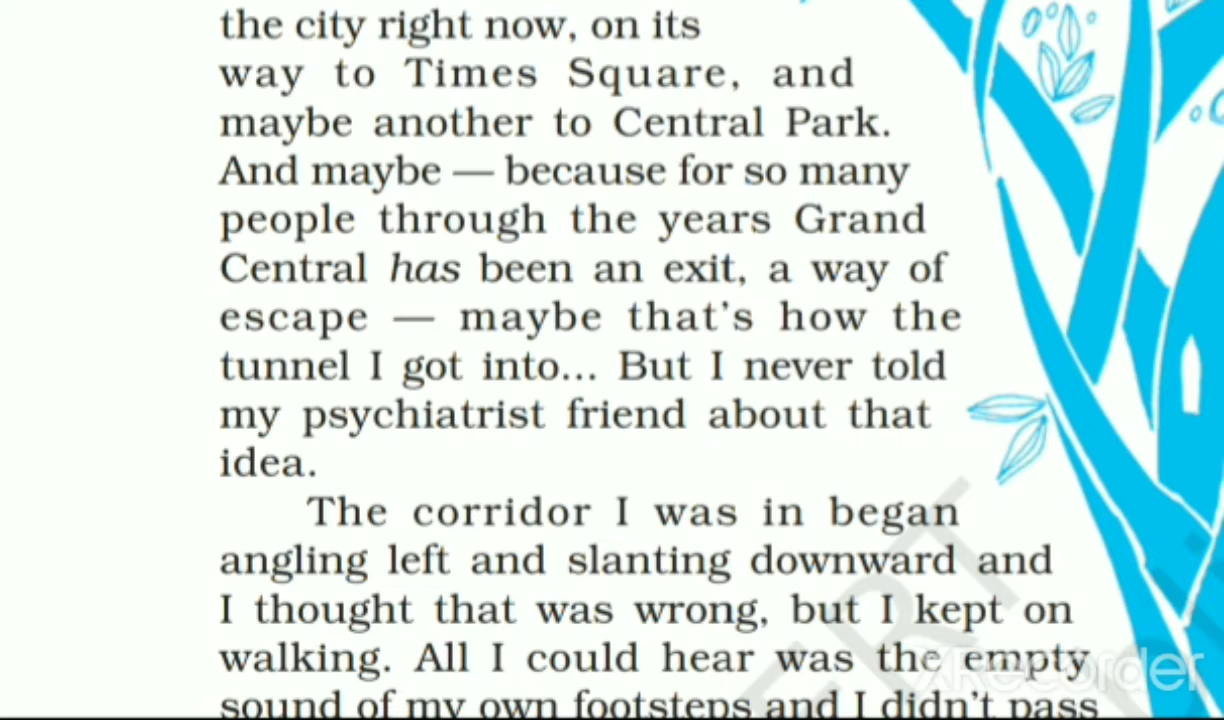 the city right now, on its
way to Times Square, and
maybe another to Central Park.
And maybe — because for so many
people through the years Grand
Central has been an exit, a way of
escape — maybe that's how the
tunnel I got into... But I never told
my psychiatrist friend about that
idea.
The corridor I was in began
angling left and slanting downward and
I thought that was wrong, but I kept on
walking. All I could hear was the empty
sound of my own footsteps and I didn't pass
XRecorder